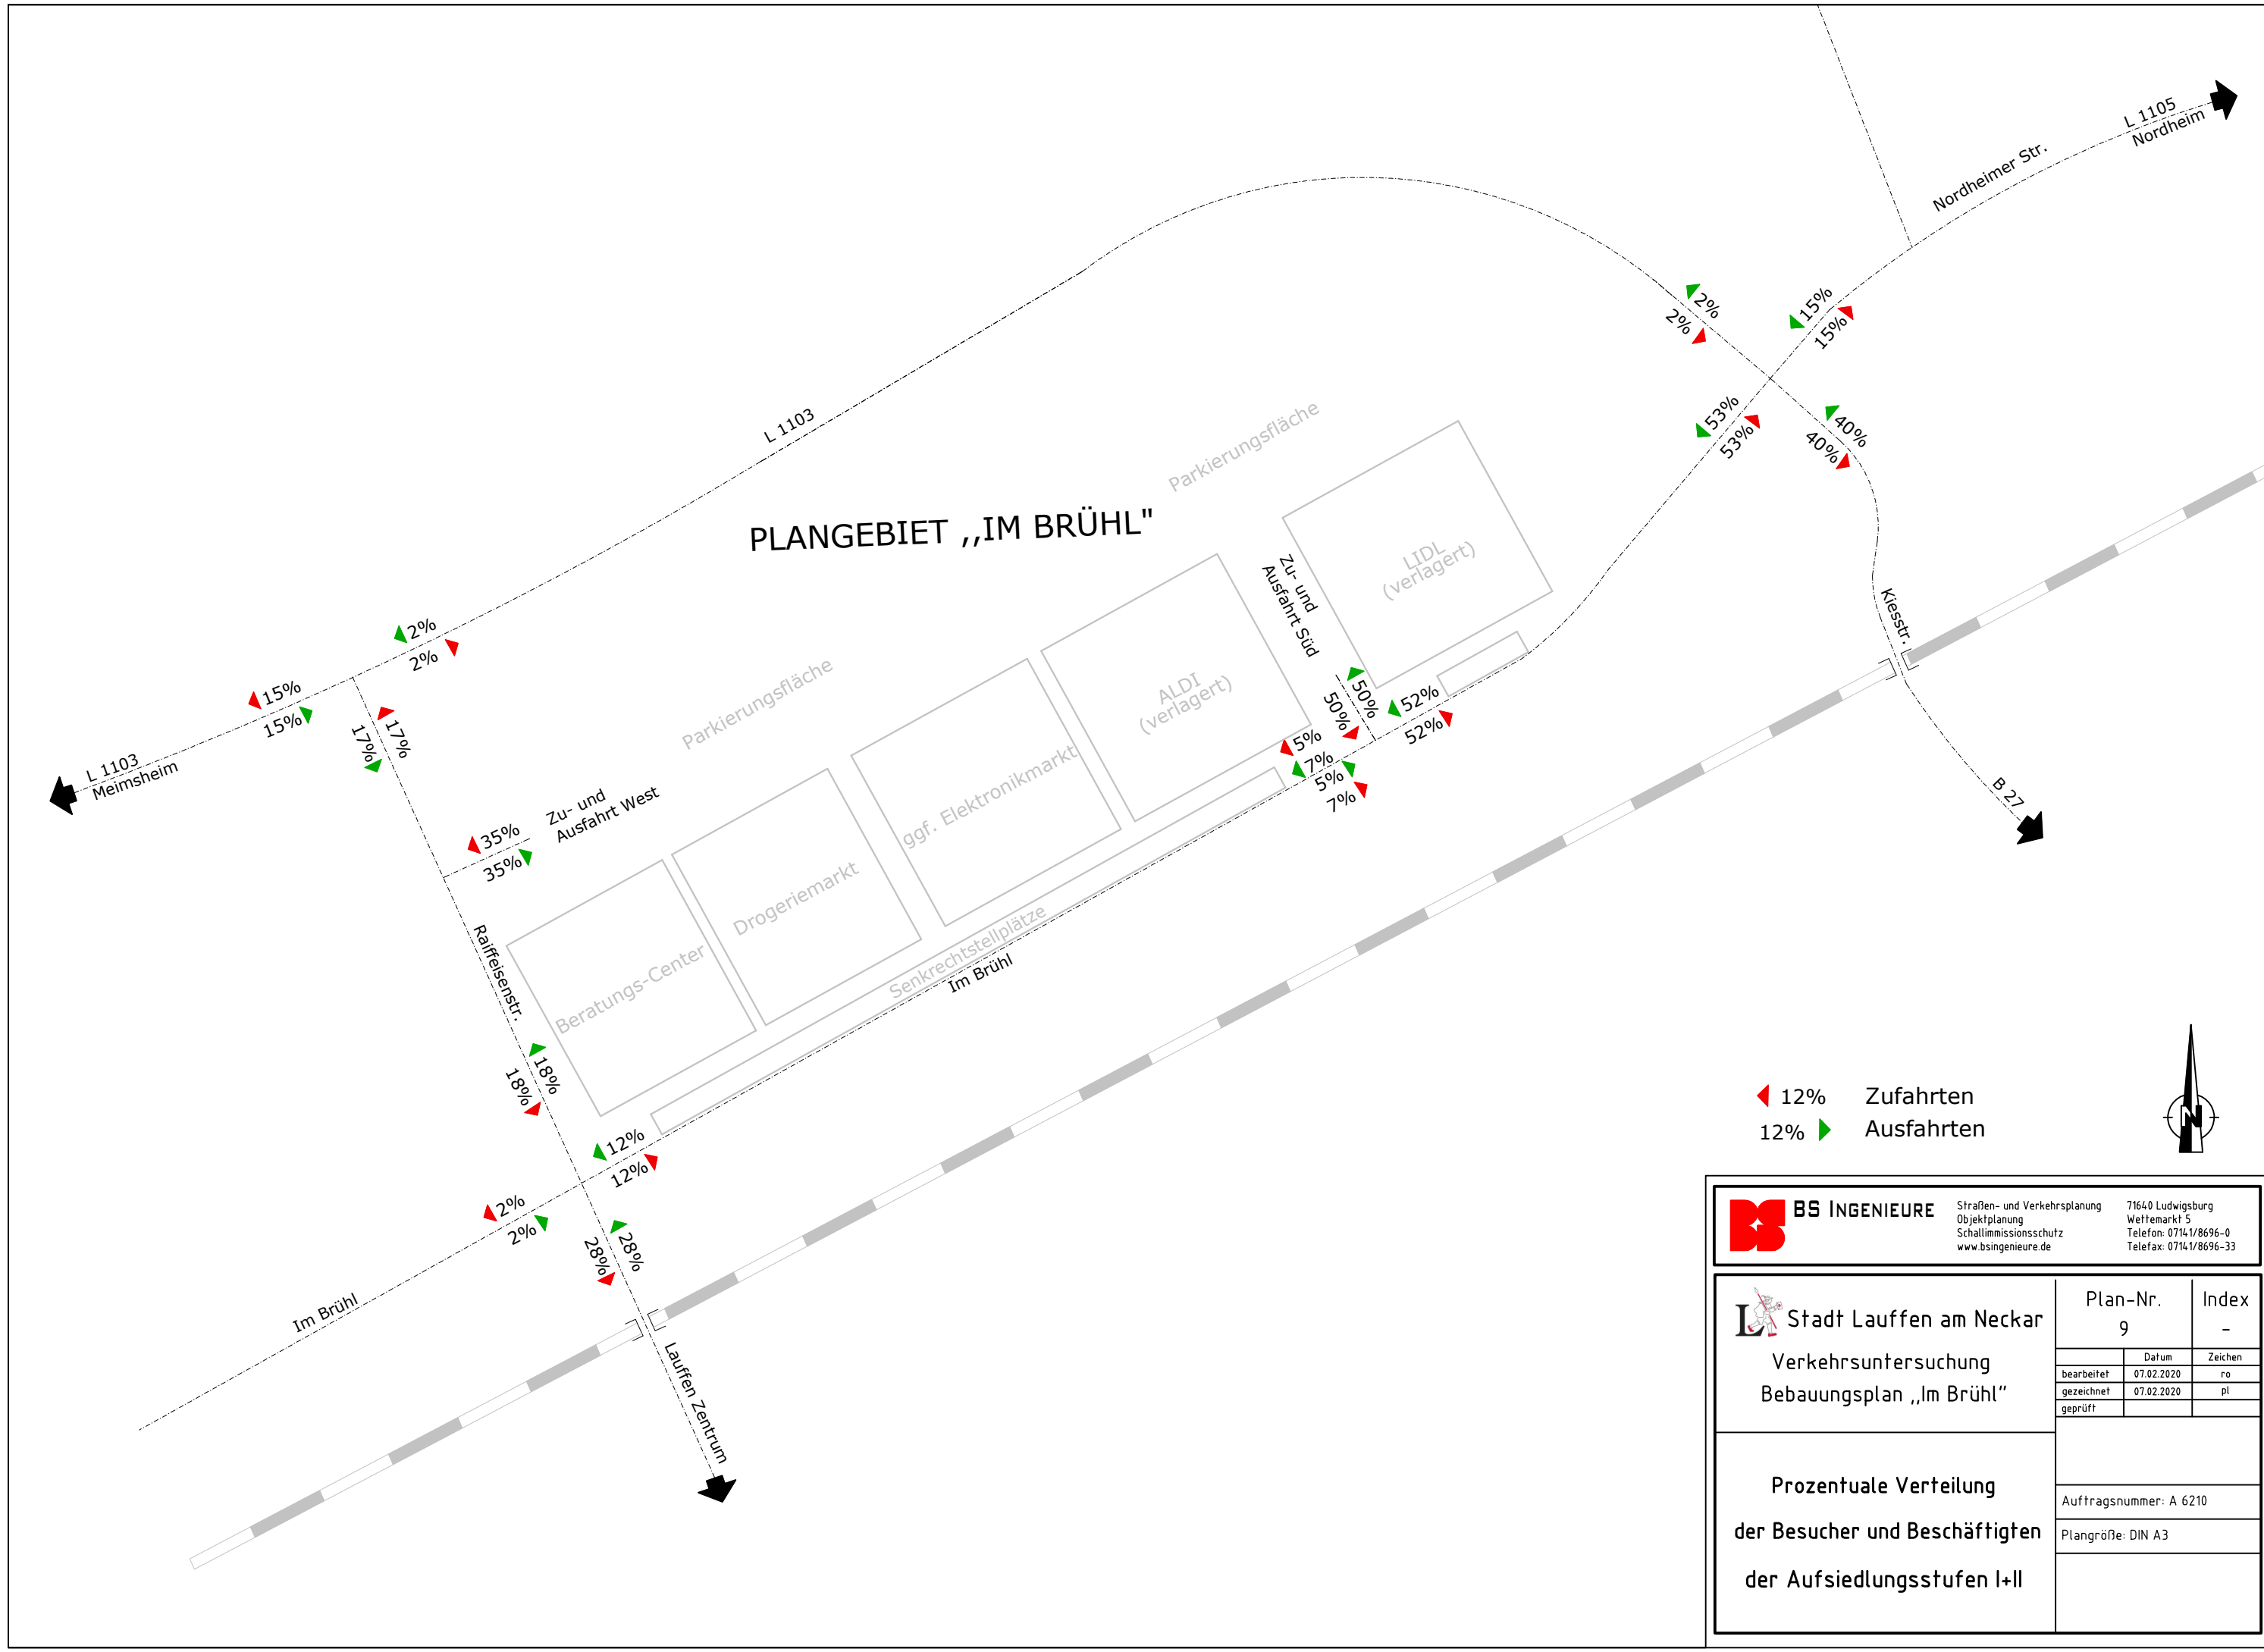 L 1105
Nordheim
Nordheimer Str.
2%
2%
15%
15%
53%
53%
40%
40%
L 1103
Parkierungsfläche
PLANGEBIET ,,IM BRÜHL"
LIDL
(verlagert)
Zu- und
Ausfahrt Süd
Kiesstr.
2%
2%
15%
15%
17%
17%
L 1103
Meimsheim
Parkierungsfläche
ALDI
(verlagert)
50%
50%
52%
52%
5%
7%
5%
7%
B 27
Zu- und
Ausfahrt West
35%
35%
ggf. Elektronikmarkt
Drogeriemarkt
Beratungs-Center
Senkrechtstellplätze
Im Brühl
Raiffeisenstr.
18%
18%
12%
12%
2%
2%
28%
28%
Im Brühl
Lauffen Zentrum
12% Zufahrten
12% Ausfahrten
N
BS INGENIEURE
Straßen- und Verkehrsplanung
Objektplanung
Schallimmissionsschutz
www.bsingenieure.de
71640 Ludwigsburg
Wettemarkt 5
Telefon: 07141/8696-0
Telefax: 07141/8696-33
L Stadt Lauffen am Neckar
Verkehrsuntersuchung
Bebauungsplan ,,Im Brühl"
Plan-Nr. Index
9 -
Datum Zeichen
bearbeitet 07.02.2020 ro
gezeichnet 07.02.2020 pl
geprüft
Prozentuale Verteilung
der Besucher und Beschäftigten
der Aufsiedlungsstufen I+II
Auftragsnummer: A 6210
Plangröße: DIN A3